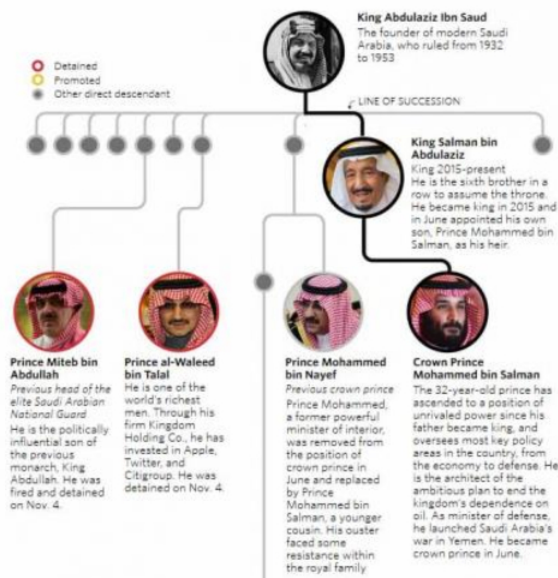 King Abdulaziz Ibn Saud
The founder of modern Saudi
Arabia, who ruled from 1932
to 1953
Detained
Promoted
Other direct descendant
LINE OF SUCCESSION
King Salman bin
Abdulaziz
King 2015-present
He is the sixth brother in a
row to assume the throne.
He became king in 2015 and
in June appointed his own
son, Prince Mohammed bin
Salman, as his heir.
Prince Miteb bin
Abdullah
Previous head of the
elite Saudi Arabian
National Guard
He is the politically
influential son of
the previous
monarch, King
Abdullah. He was
fired and detained
on Nov. 4.
Prince al-Waleed
bin Talal
He is one of the
world's richest
men. Through his
firm Kingdom
Holding Co., he has
invested in Apple,
Twitter, and
Citigroup. He was
detained on Nov. 4.
Prince Mohammed
bin Nayef
Previous crown prince
Prince Mohammed,
a former powerful
minister of interior,
was removed from
the position of
crown prince in
June and replaced
by Prince
Mohammed bin
Salman, a younger
cousin. His ouster
faced some
resistance within
the royal family
Crown Prince
Mohammed bin Salman
The 32-year-old prince has
ascended to a position of
unrivaled power since his
father became king, and
oversees most key policy
areas in the country, from
the economy to defense. He
is the architect of the
ambitious plan to end the
kingdom's dependence on
oil. As minister of defense,
he launched Saudi Arabia's
war in Yemen. He became
crown prince in June.